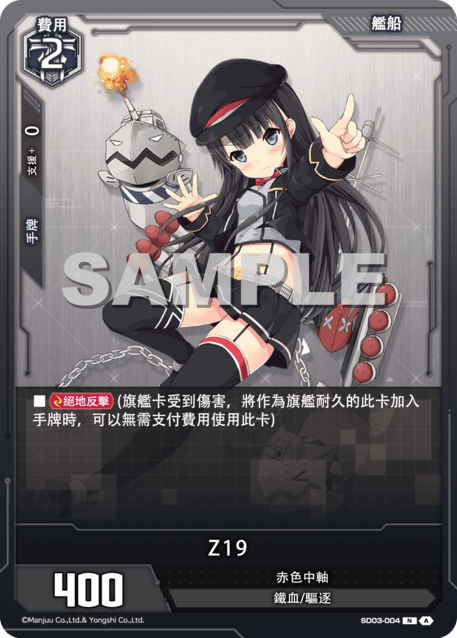 費用
2
艦船
支援+ 0
手牌
SAMPLE
■ 絕地反擊 (旗艦卡受到傷害, 將作為旗艦耐久的此卡加入
手牌時, 可以無需支付費用使用此卡)
Z19
400
赤色中軸
鐵血/驅逐
©Manjuu Co.,Ltd.& Yongshi Co.,Ltd.
SD03-004 N A